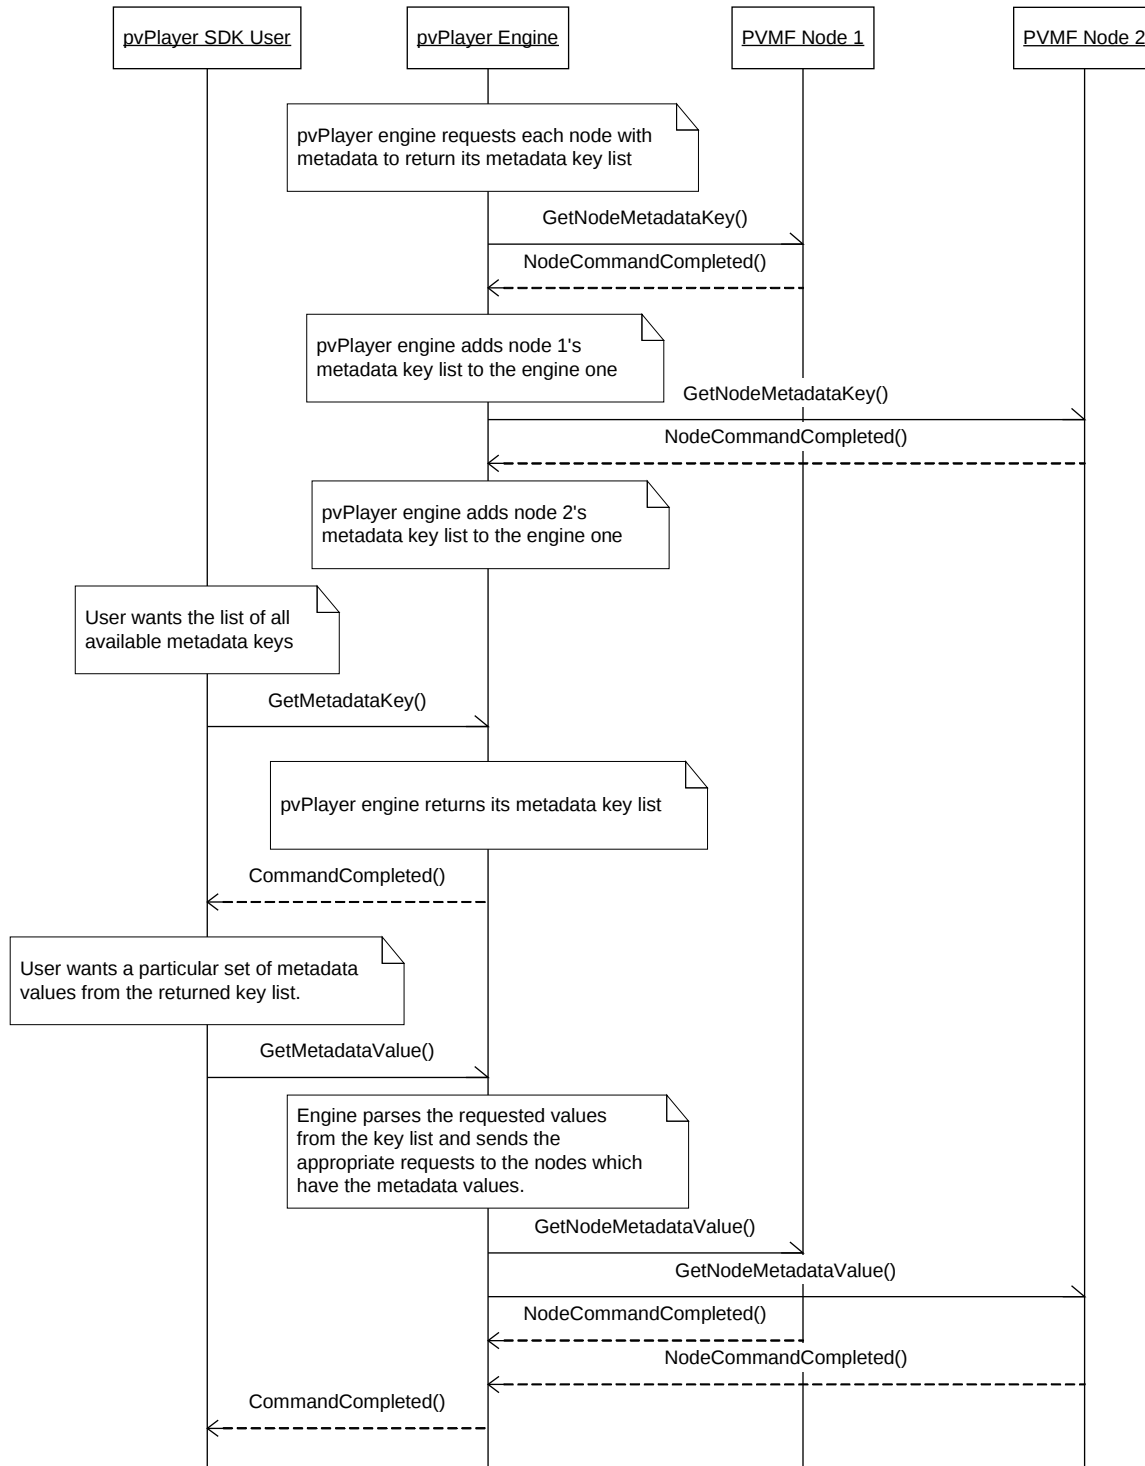 pvPlayer SDK User
pvPlayer Engine
PVMF Node 1
PVMF Node 2
pvPlayer engine requests each node with
metadata to return its metadata key list
GetNodeMetadataKey()
NodeCommandCompleted()
pvPlayer engine adds node 1's
metadata key list to the engine one
GetNodeMetadataKey()
NodeCommandCompleted()
pvPlayer engine adds node 2's
metadata key list to the engine one
User wants the list of all
available metadata keys
GetMetadataKey()
pvPlayer engine returns its metadata key list
CommandCompleted()
User wants a particular set of metadata
values from the returned key list.
GetMetadataValue()
Engine parses the requested values
from the key list and sends the
appropriate requests to the nodes which
have the metadata values.
GetNodeMetadataValue()
GetNodeMetadataValue()
NodeCommandCompleted()
NodeCommandCompleted()
CommandCompleted()